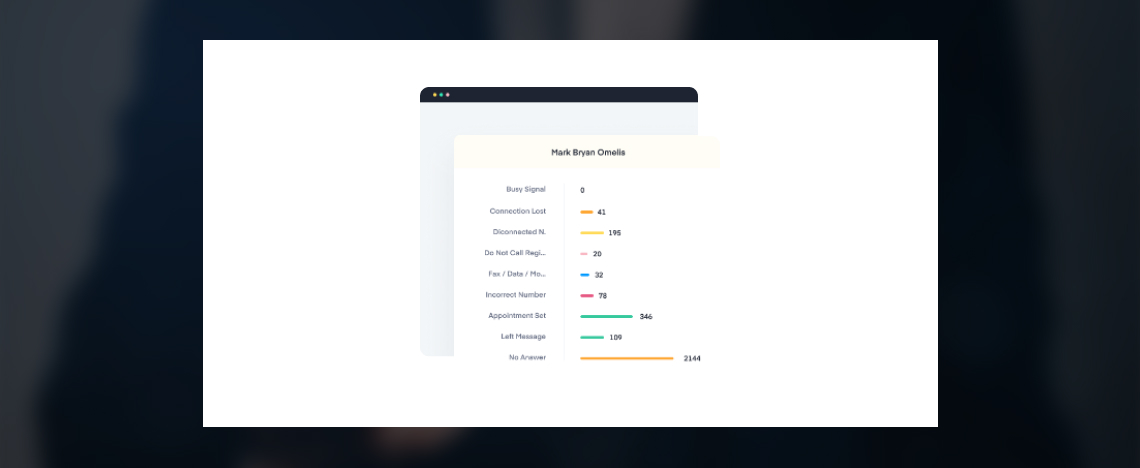 Mark Bryan Omelis
Busy Signal 0
Connection Lost 41
Diconnacted N. 195
Do Not Call Regi... 20
Fax / Data / Mo... 32
Incorrect Number 78
Appointment Set 346
Left Message 109
No Answer 2144